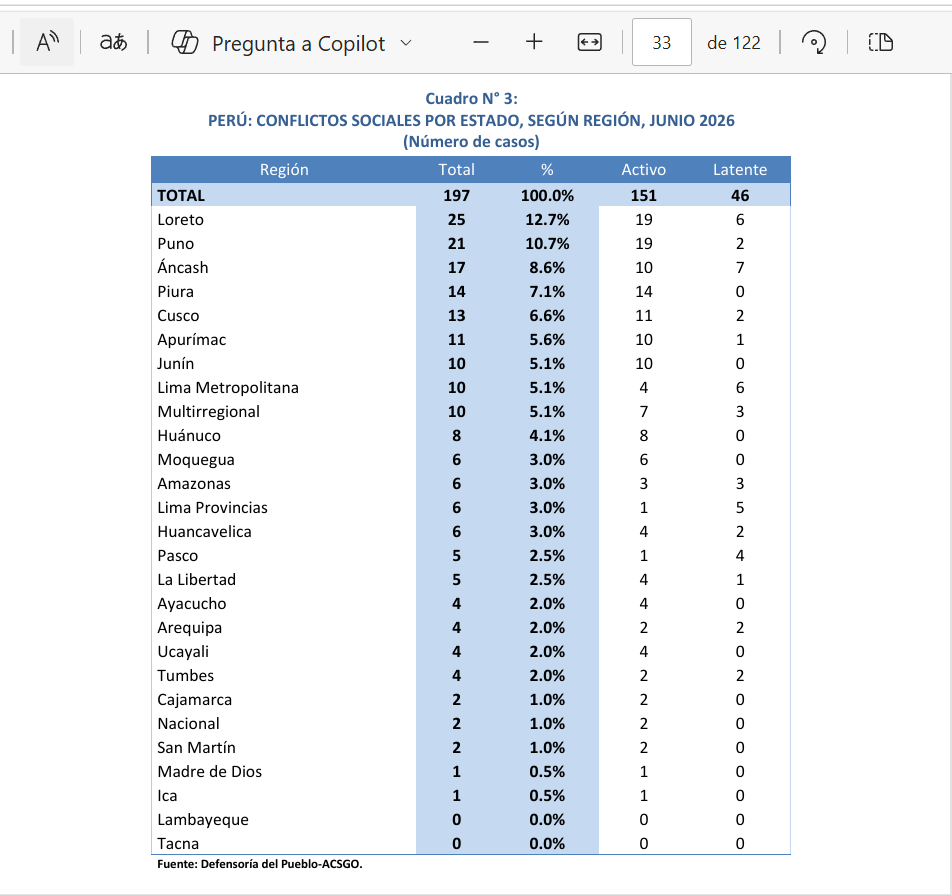 A aあ Pregunta a Copilot 33 de 122
Cuadro N° 3:
PERÚ: CONFLICTOS SOCIALES POR ESTADO, SEGÚN REGIÓN, JUNIO 2026
(Número de casos)
Región Total % Activo Latente
TOTAL 197 100.0% 151 46
Loreto 25 12.7% 19 6
Puno 21 10.7% 19 2
Áncash 17 8.6% 10 7
Piura 14 7.1% 14 0
Cusco 13 6.6% 11 2
Apurímac 11 5.6% 10 1
Junín 10 5.1% 10 0
Lima Metropolitana 10 5.1% 4 6
Multirregional 10 5.1% 7 3
Huánuco 8 4.1% 8 0
Moquegua 6 3.0% 6 0
Amazonas 6 3.0% 3 3
Lima Provincias 6 3.0% 1 5
Huancavelica 6 3.0% 4 2
Pasco 5 2.5% 1 4
La Libertad 5 2.5% 4 1
Ayacucho 4 2.0% 4 0
Arequipa 4 2.0% 2 2
Ucayali 4 2.0% 4 0
Tumbes 4 2.0% 2 2
Cajamarca 2 1.0% 2 0
Nacional 2 1.0% 2 0
San Martín 2 1.0% 2 0
Madre de Dios 1 0.5% 1 0
Ica 1 0.5% 1 0
Lambayeque 0 0.0% 0 0
Tacna 0 0.0% 0 0
Fuente: Defensoría del Pueblo-ACSGO.